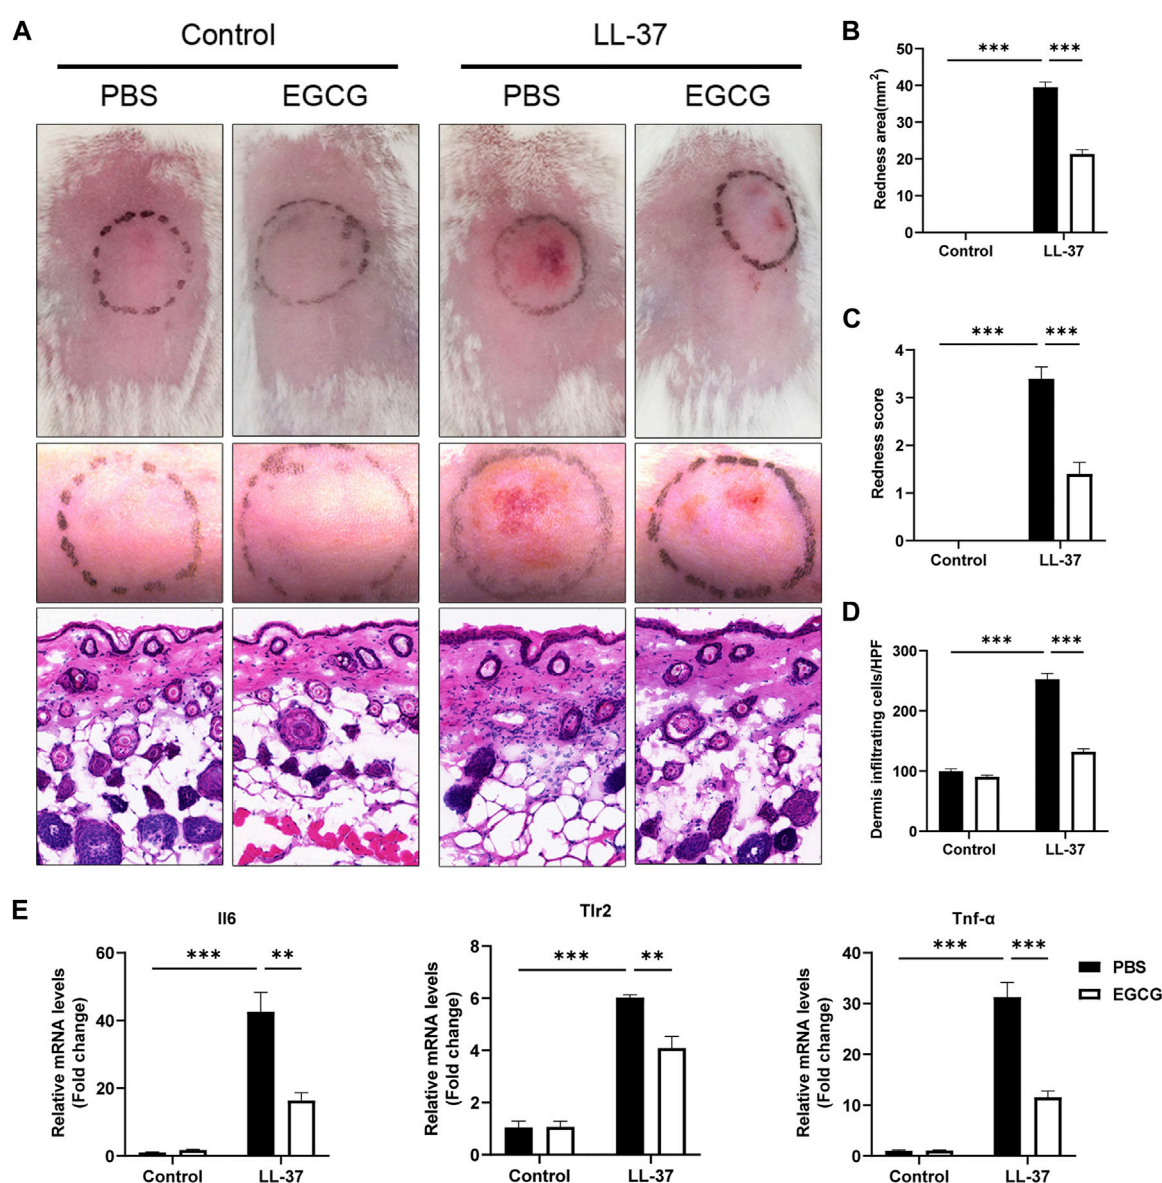 A
Control
LL-37
PBS
EGCG
PBS
EGCG
B
Redness area(mm²)
50
40
30
20
10
0
***
***
Control
LL-37
C
Redness score
4
3
2
1
0
***
***
Control
LL-37
D
Dermis infiltrating cells/HPF
300
200
100
0
***
***
Control
LL-37
E
Il6
Relative mRNA levels
(Fold change)
60
40
20
0
***
**
Control
LL-37
Tlr2
Relative mRNA levels
(Fold change)
8
6
4
2
0
***
**
Control
LL-37
Tnf-α
Relative mRNA levels
(Fold change)
40
30
20
10
0
***
***
Control
LL-37
PBS
EGCG